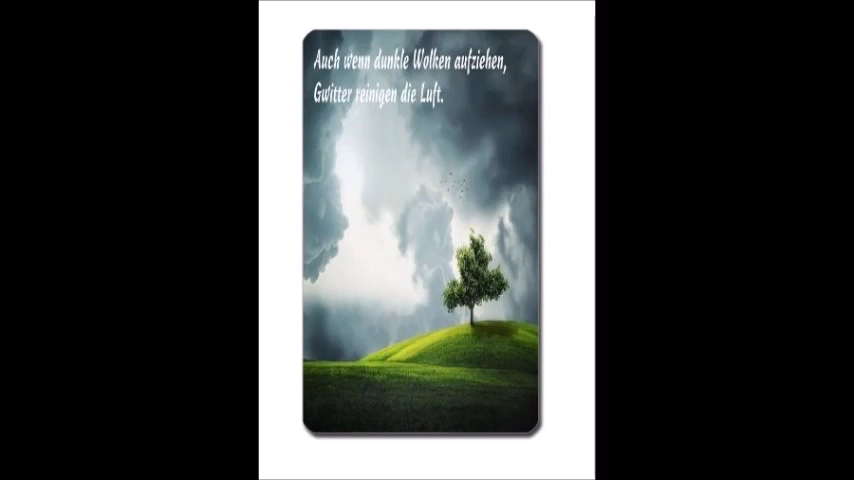 Auch wenn dunkle Wolken aufziehen,
Gwitter reinigen die Luft.